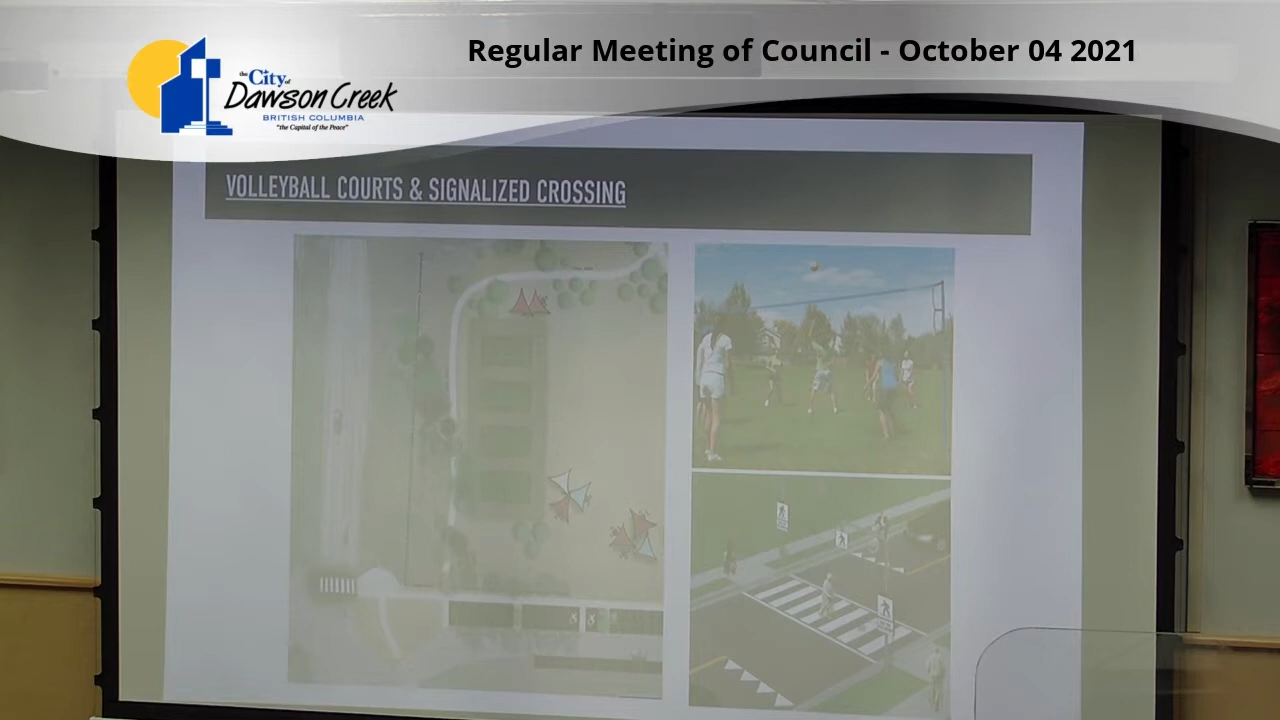 Regular Meeting of Council - October 04 2021
the City of
Dawson Creek
BRITISH COLUMBIA
"the Capital of the Peace"
VOLLEYBALL COURTS & SIGNALIZED CROSSING